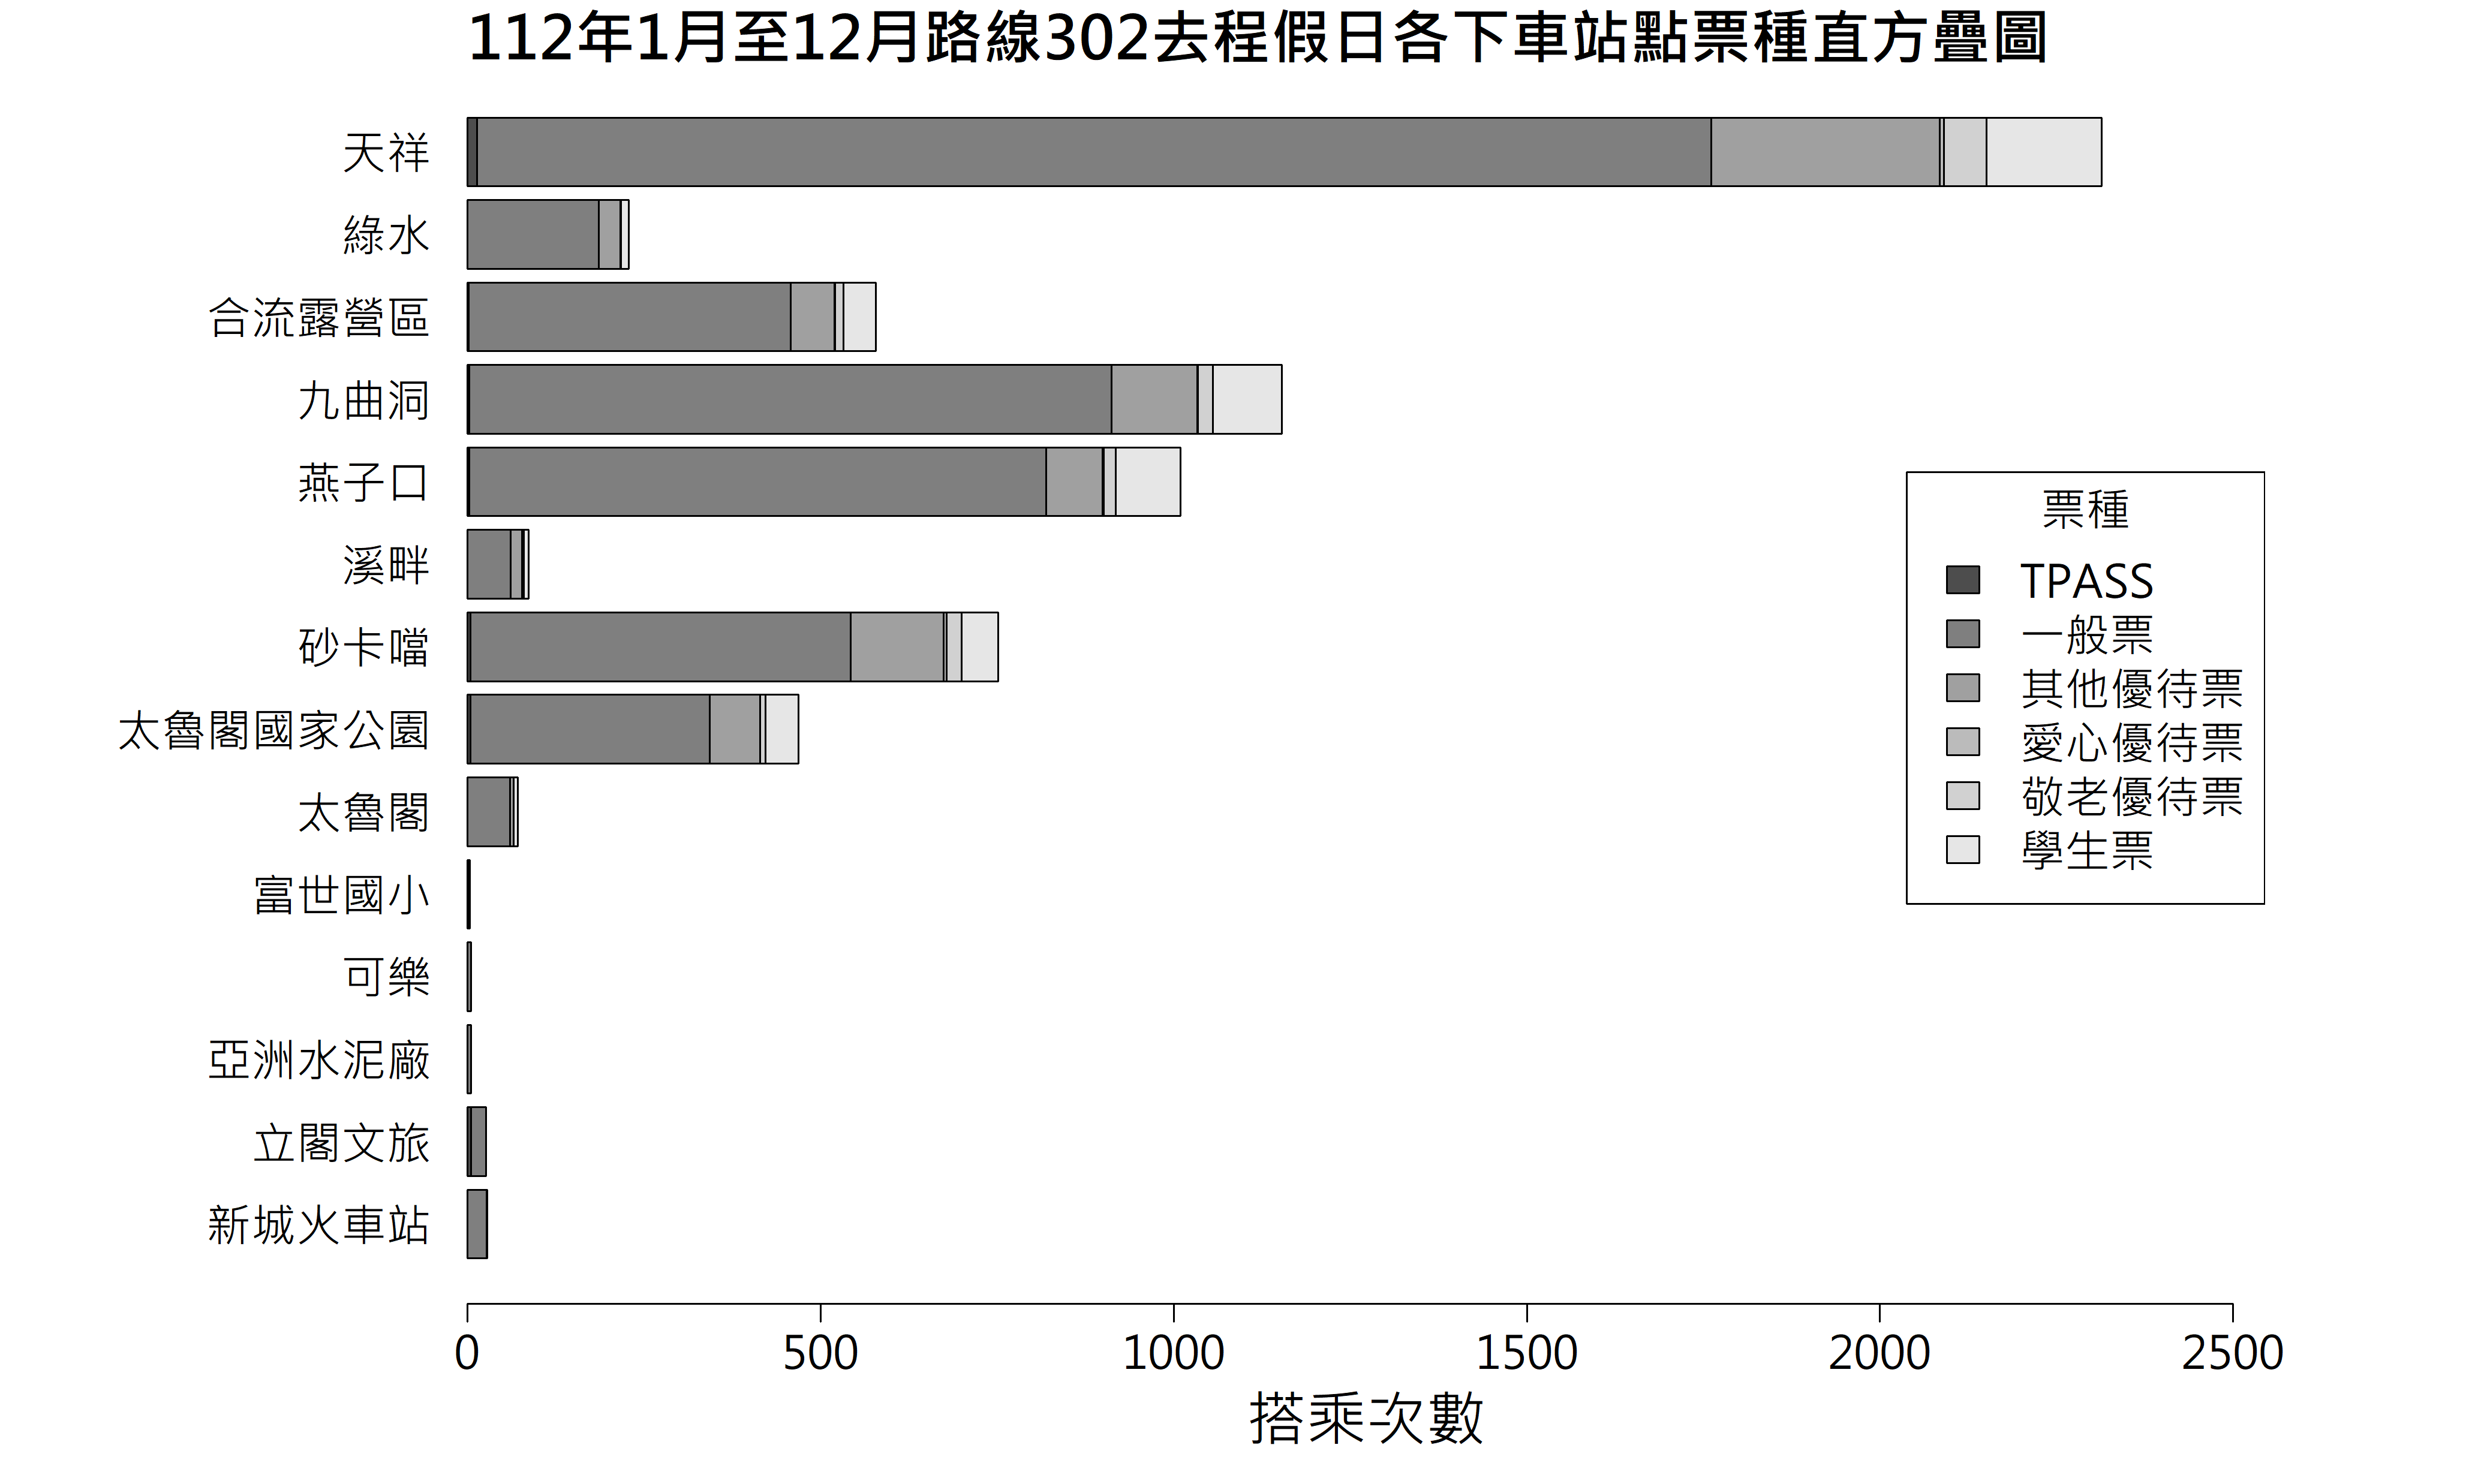 112年1月至12月路線302去程假日各下車站點票種直方疊圖
天祥
綠水
合流露營區
九曲洞
燕子口
溪畔
砂卡噹
太魯閣國家公園
太魯閣
富世國小
可樂
亞洲水泥廠
立閣文旅
新城火車站
票種
TPASS
一般票
其他優待票
愛心優待票
敬老優待票
學生票
0 500 1000 1500 2000 2500
搭乘次數